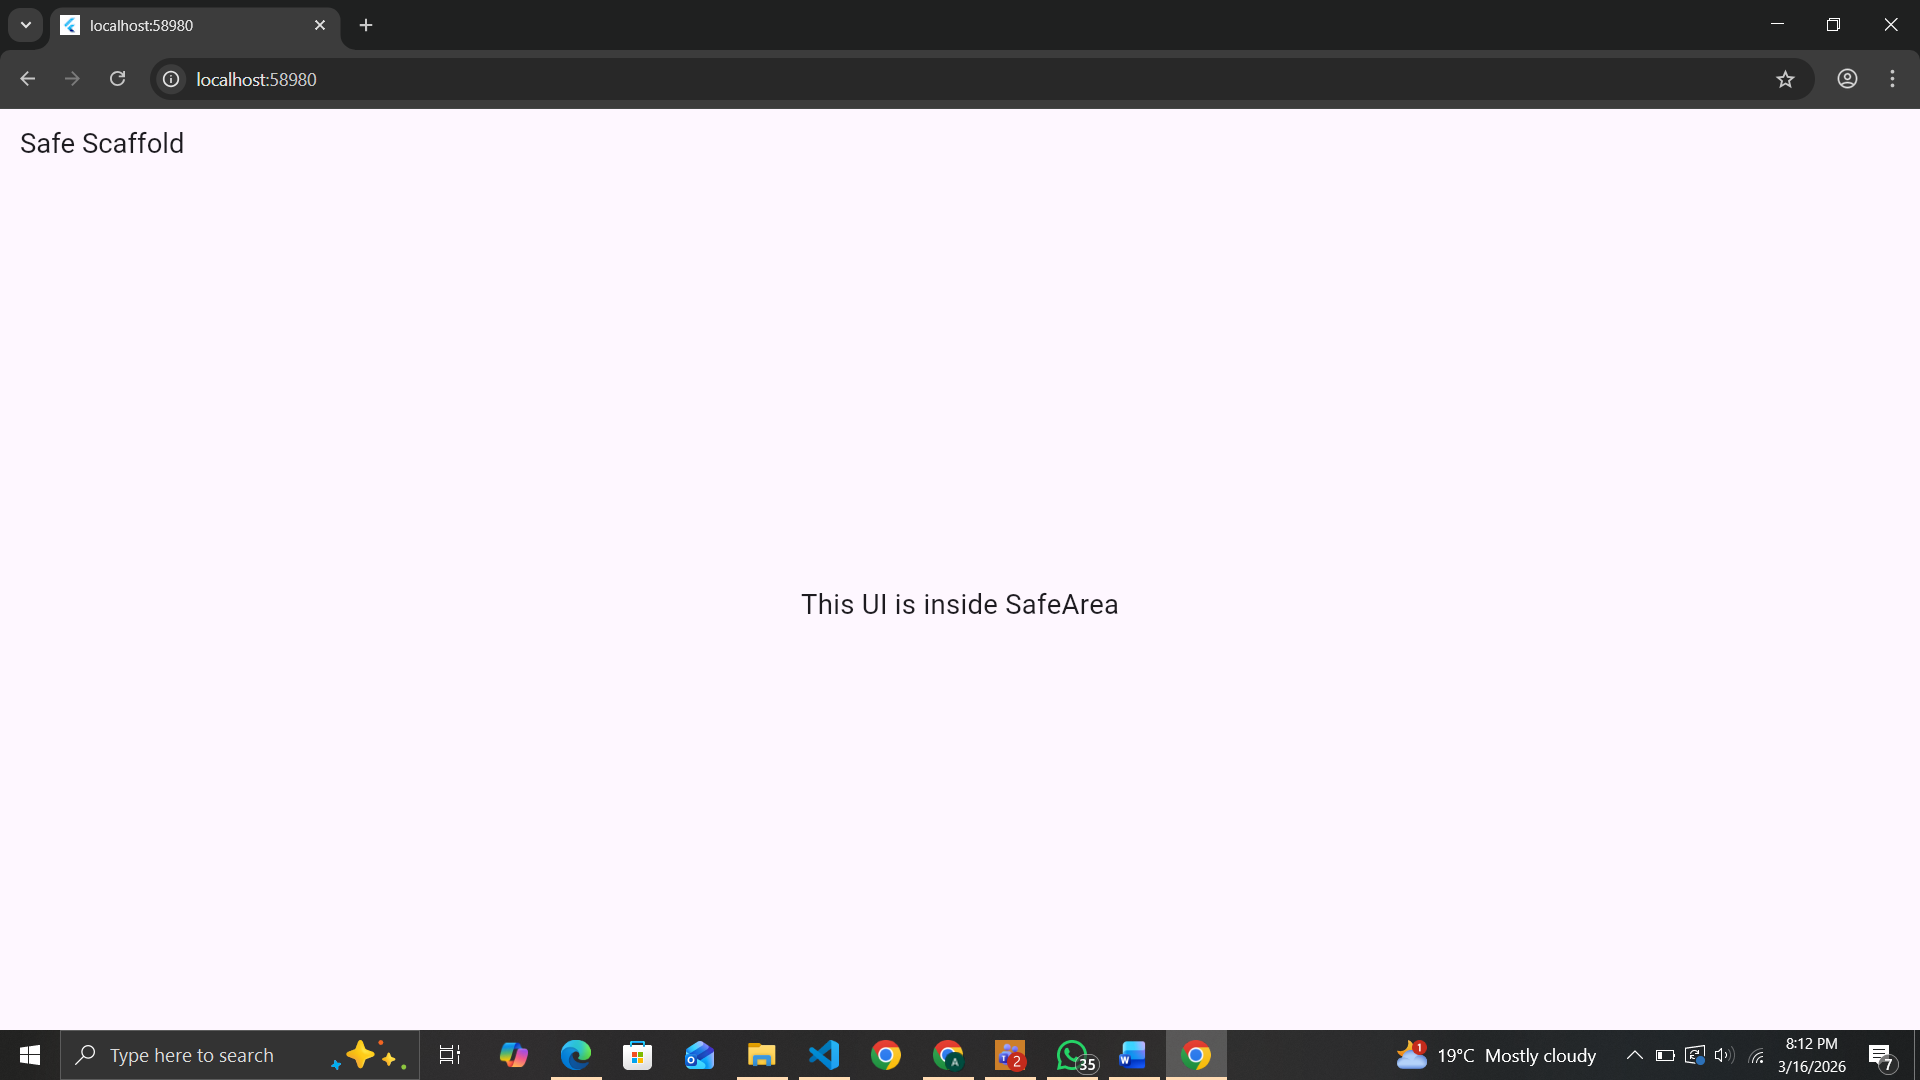 localhost:58980
localhost:58980
Safe Scaffold
This UI is inside SafeArea
Type here to search
A
T
2
35
W
1
19°C Mostly cloudy
8:12 PM
3/16/2026
7